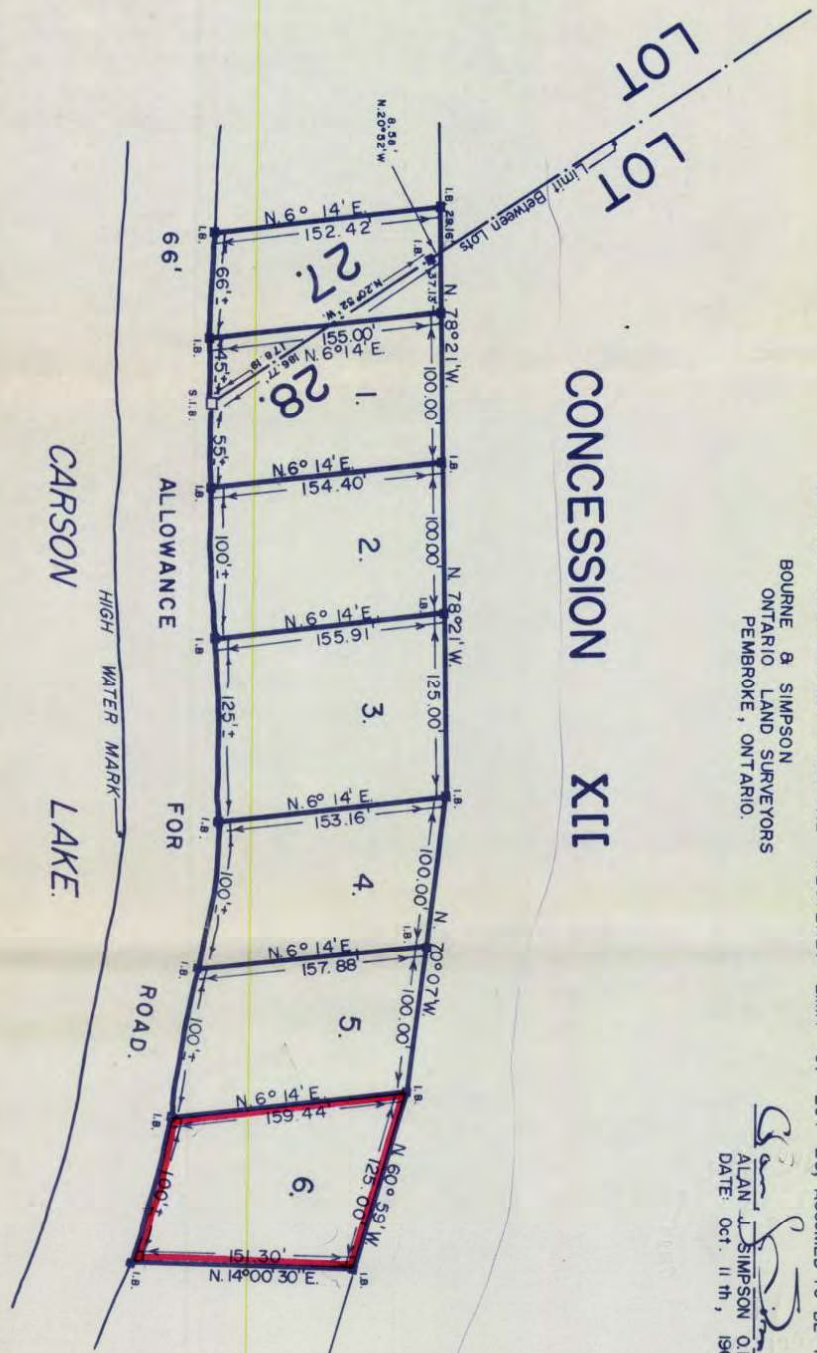 BOURNE & SIMPSON
ONTARIO LAND SURVEYORS
PEMBROKE, ONTARIO.
ALAN J. SIMPSON
DATE: Oct. 11th,
LOT
LOT
Limit Between Lots
CONCESSION XII
8.58'
N.20°52'W
I.B.
29.16'
I.B.
37.13'
N. 78°21'W.
100.00'
I.B.
100.00'
N 78°21'W.
I.B.
125.00'
I.B.
100.00'
N. 70°07'W.
I.B.
100.00'
I.B.
N 60°59'W.
125.00'
I.B.
N. 6° 14' E.
152.42'
27.
N.20°52'W.
178.19'
186.77'
28.
155.00'
N.6°14'E.
1.
N.6° 14' E.
154.40'
2.
N.6° 14' E.
155.91'
3.
N.6° 14' E.
153.16'
4.
N.6° 14' E.
157.88'
5.
N.6° 14' E.
159.44'
6.
151.30'
N.14°00'30"E.
I.B.
66'±
I.B.
45'±
S.I.B.
55'±
I.B.
100'±
I.B
125'±
I.B.
100'±
I.B.
100'±
I.B.
100'±
I.B.
66' ALLOWANCE FOR ROAD.
HIGH WATER MARK
CARSON LAKE.